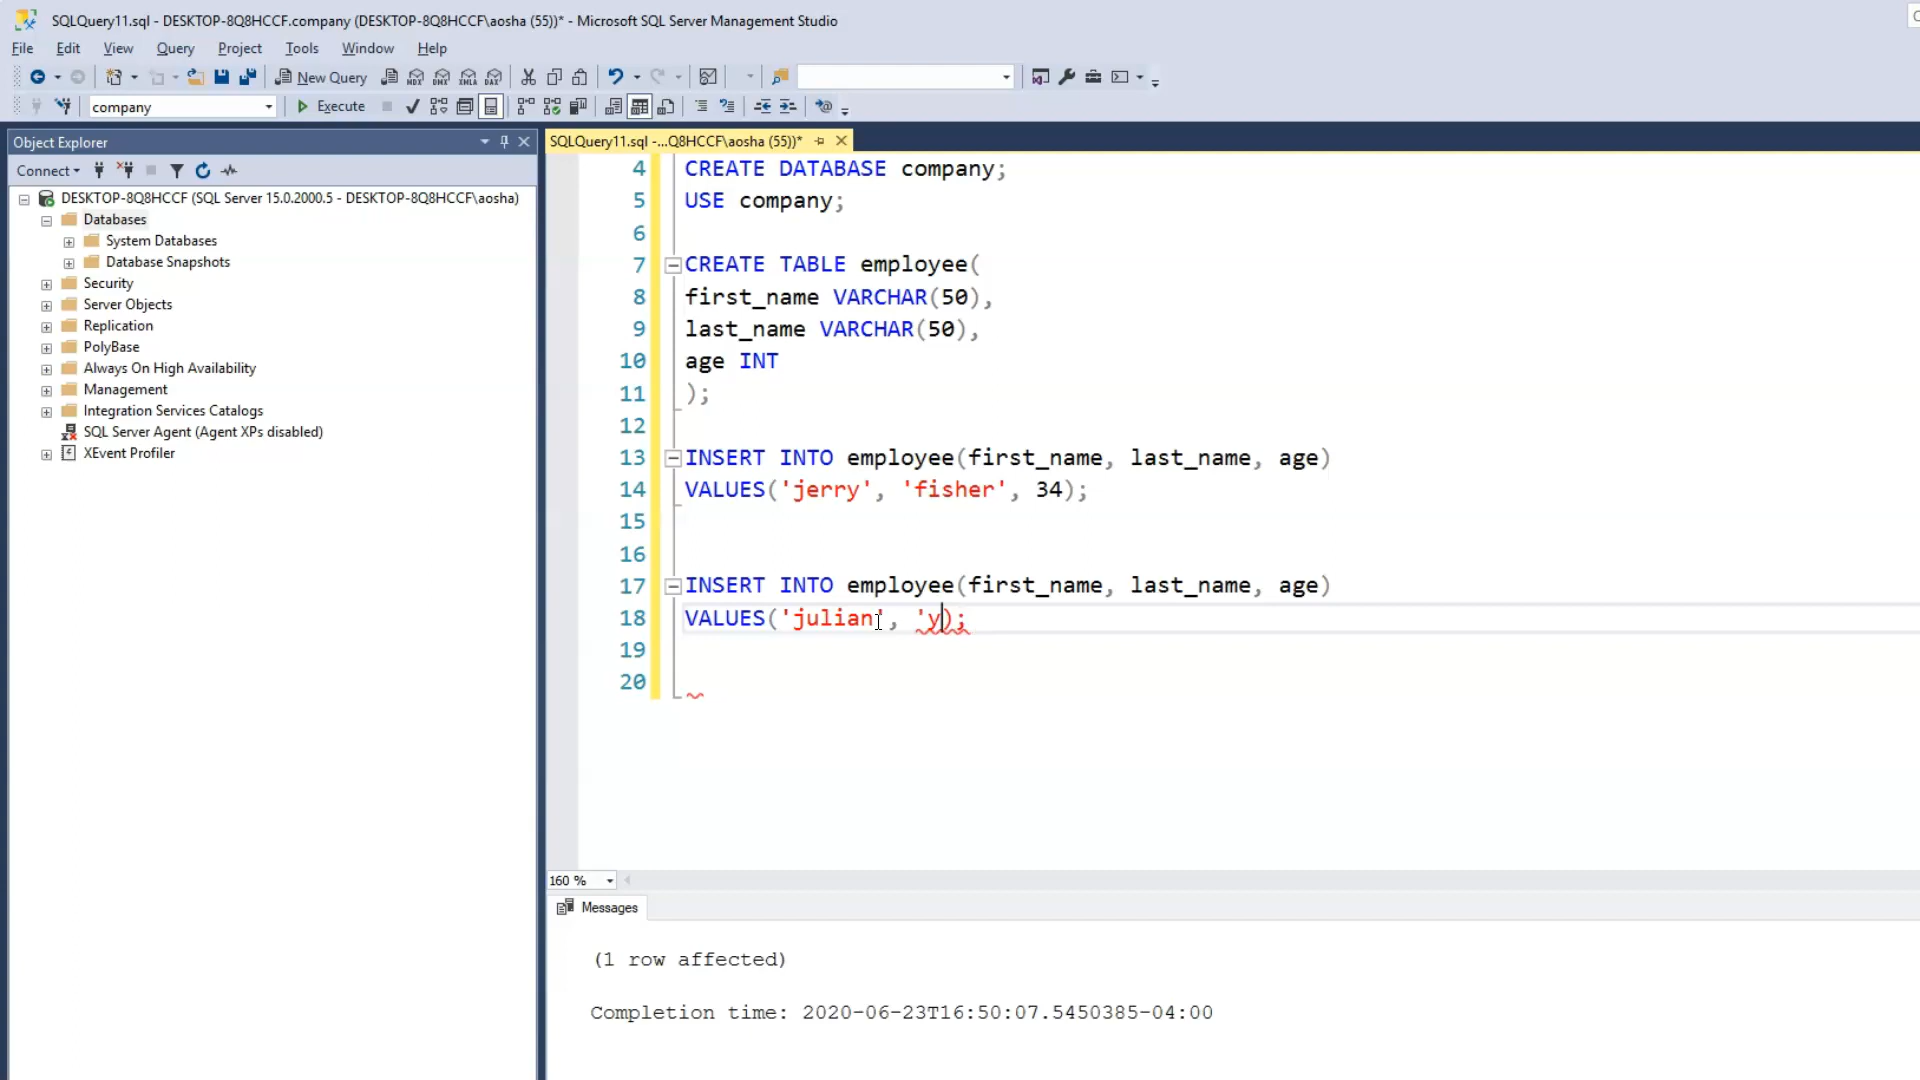 SQLQuery11.sql - DESKTOP-8Q8HCCF.company (DESKTOP-8Q8HCCF\aosha (55))* - Microsoft SQL Server Management Studio
File Edit View Query Project Tools Window Help
New Query MDX DMX XMLA DAX
company Execute
Object Explorer
SQLQuery11.sql -...Q8HCCF\aosha (55))*
Connect
DESKTOP-8Q8HCCF (SQL Server 15.0.2000.5 - DESKTOP-8Q8HCCF\aosha)
Databases
System Databases
Database Snapshots
Security
Server Objects
Replication
PolyBase
Always On High Availability
Management
Integration Services Catalogs
SQL Server Agent (Agent XPs disabled)
XEvent Profiler
4 CREATE DATABASE company;
5 USE company;
6
7 CREATE TABLE employee(
8 first_name VARCHAR(50),
9 last_name VARCHAR(50),
10 age INT
11 );
12
13 INSERT INTO employee(first_name, last_name, age)
14 VALUES('jerry', 'fisher', 34);
15
16
17 INSERT INTO employee(first_name, last_name, age)
18 VALUES('julian', 'y);
19
20
160 %
Messages
(1 row affected)
Completion time: 2020-06-23T16:50:07.5450385-04:00